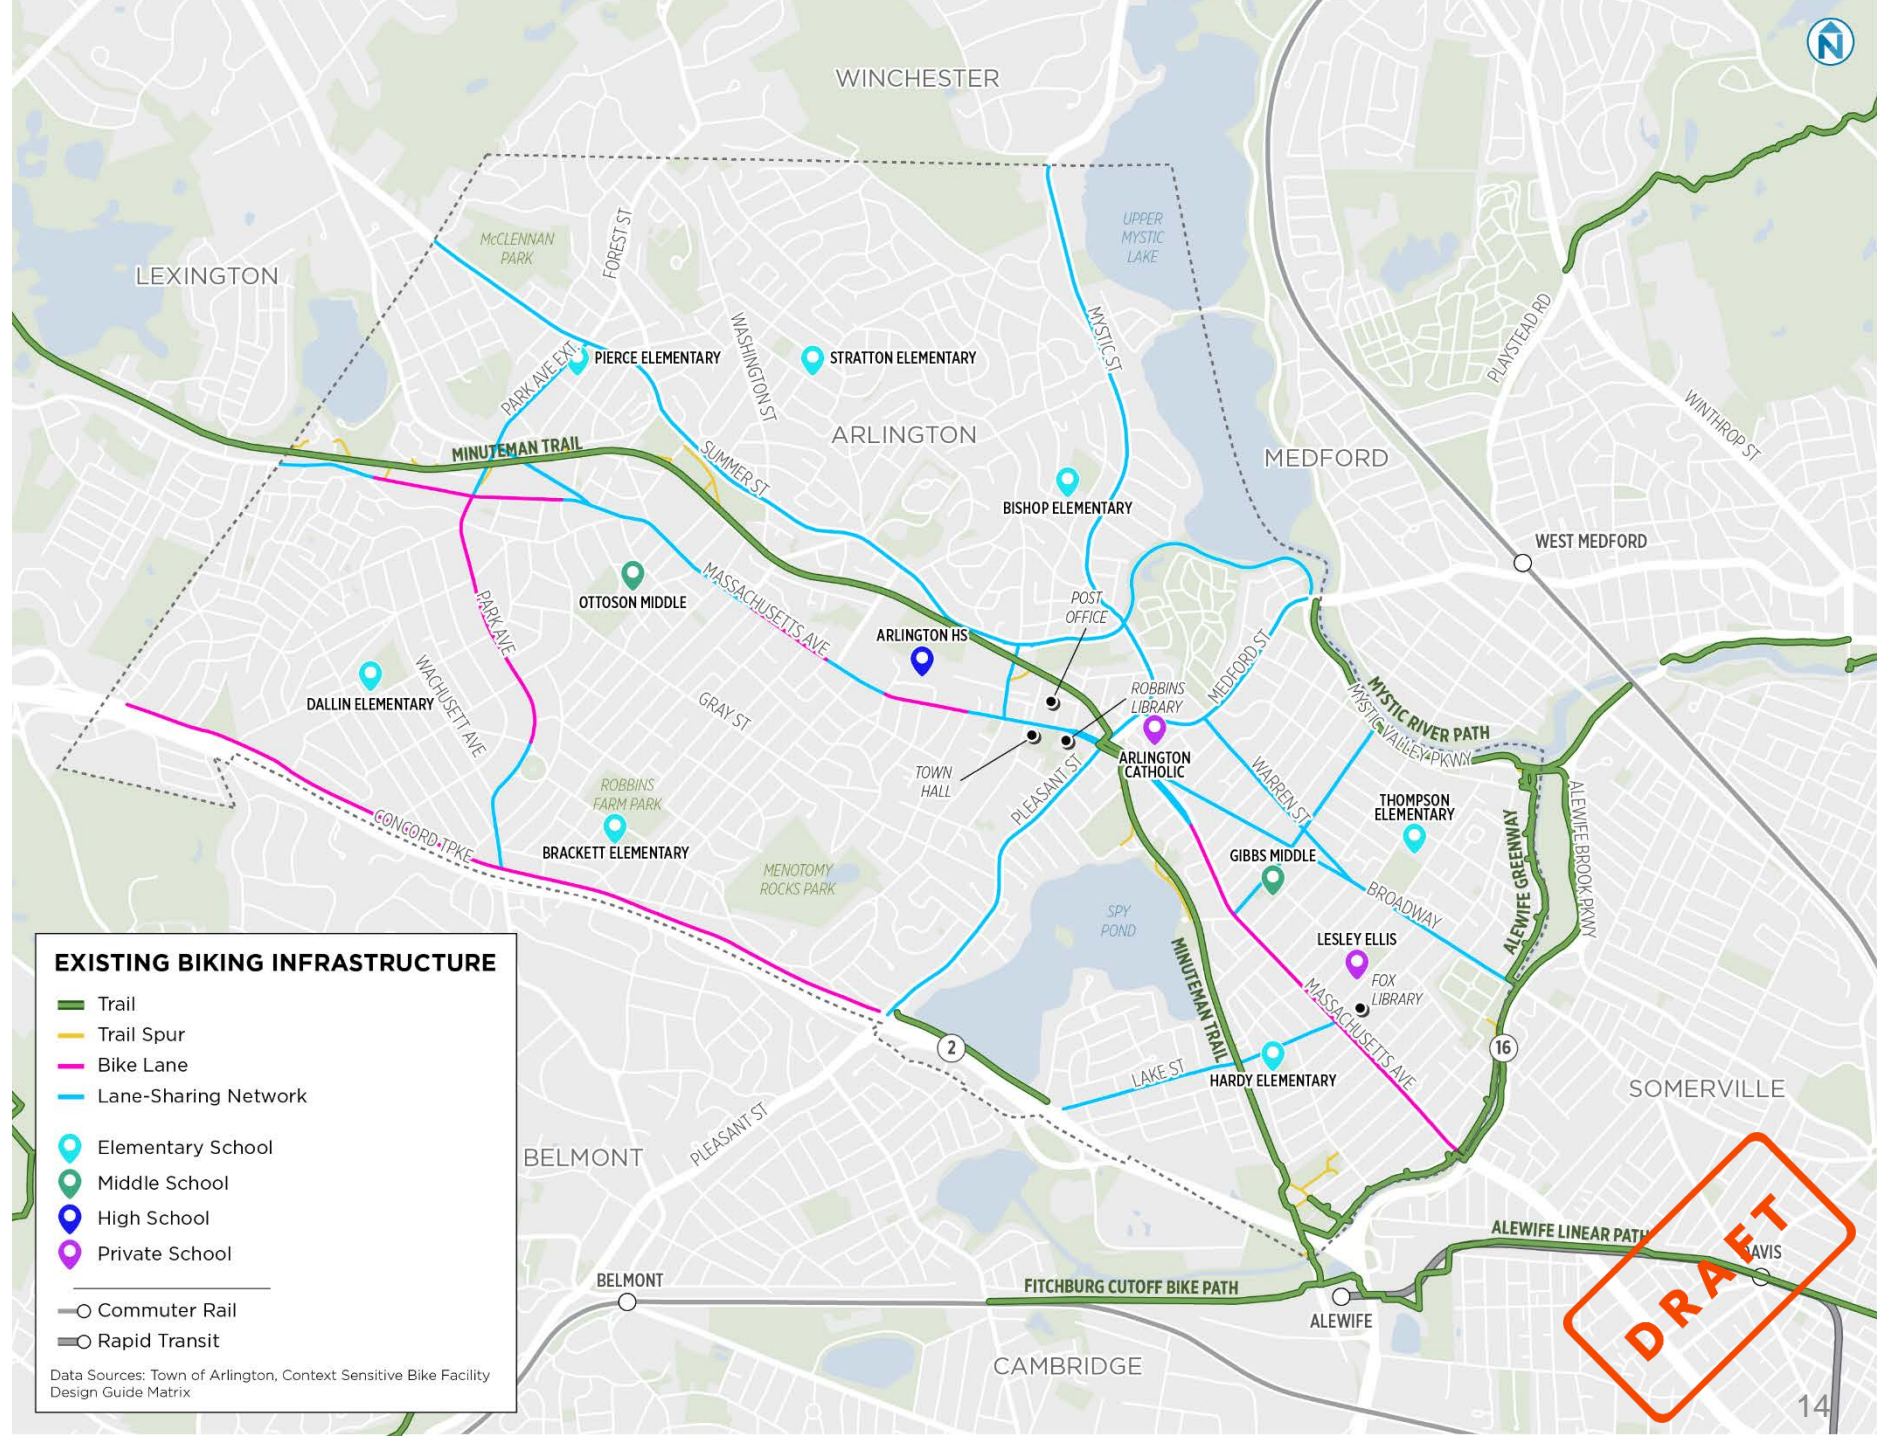 N
WINCHESTER
UPPER
MYSTIC
LAKE
McCLENNAN
PARK
FOREST ST
LEXINGTON
PLAYSTEAD RD
MYSTIC ST
WASHINGTON ST
PARK AVE EXT.
PIERCE ELEMENTARY
STRATTON ELEMENTARY
WINTHROP ST
ARLINGTON
MINUTEMAN TRAIL
MEDFORD
SUMMER ST
BISHOP ELEMENTARY
WEST MEDFORD
OTTOSON MIDDLE
MASSACHUSETTS AVE
POST
OFFICE
PARK AVE
ARLINGTON HS
MEDFORD ST
WACHUSETT AVE
DALLIN ELEMENTARY
GRAY ST
ROBBINS
LIBRARY
MYSTIC RIVER PATH
MYSTIC VALLEY PKWY
ARLINGTON
CATHOLIC
TOWN
HALL
PLEASANT ST
WARREN ST
ROBBINS
FARM PARK
THOMPSON
ELEMENTARY
ALEWIFE BROOK PKWY
ALEWIFE GREENWAY
CONCORD TPKE
BRACKETT ELEMENTARY
GIBBS MIDDLE
MENOTOMY
ROCKS PARK
BROADWAY
SPY
POND
LESLEY ELLIS
FOX
LIBRARY
MINUTEMAN TRAIL
MASSACHUSETTS AVE
2
16
LAKE ST
HARDY ELEMENTARY
SOMERVILLE
PLEASANT ST
BELMONT
ALEWIFE LINEAR PATH
DAVIS
BELMONT
FITCHBURG CUTOFF BIKE PATH
ALEWIFE
CAMBRIDGE
DRAFT
14
EXISTING BIKING INFRASTRUCTURE
Trail
Trail Spur
Bike Lane
Lane-Sharing Network
Elementary School
Middle School
High School
Private School
Commuter Rail
Rapid Transit
Data Sources: Town of Arlington, Context Sensitive Bike Facility
Design Guide Matrix